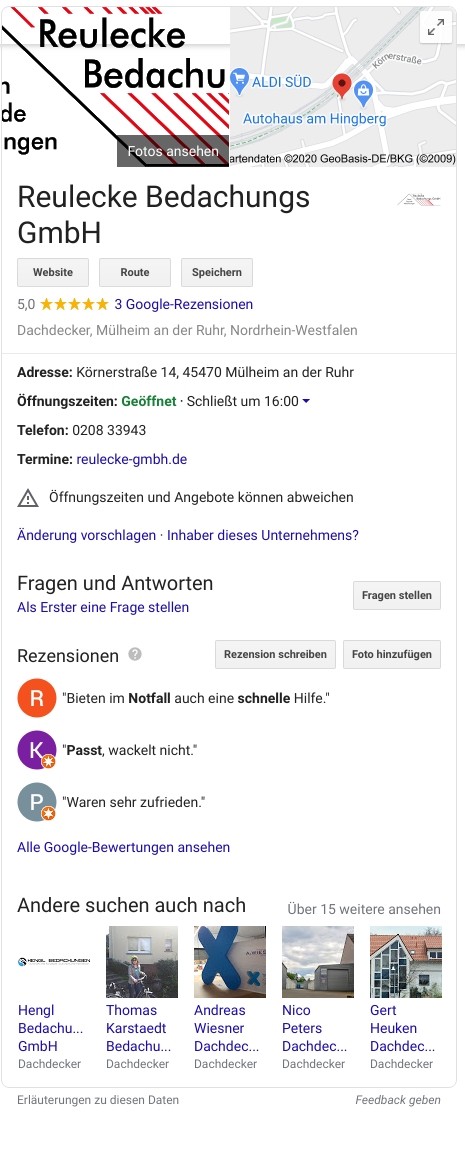 Reulecke
Bedachu
n
de
ngen
Fotos ansehen
ALDI SÜD
Körnerstraße
Autohaus am Hingberg
artendaten ©2020 GeoBasis-DE/BKG (©2009)
Reulecke Bedachungs
GmbH
Website
Route
Speichern
5,0
3 Google-Rezensionen
Dachdecker, Mülheim an der Ruhr, Nordrhein-Westfalen
Adresse: Körnerstraße 14, 45470 Mülheim an der Ruhr
Öffnungszeiten: Geöffnet · Schließt um 16:00
Telefon: 0208 33943
Termine: reulecke-gmbh.de
Öffnungszeiten und Angebote können abweichen
Änderung vorschlagen · Inhaber dieses Unternehmens?
Fragen und Antworten
Fragen stellen
Als Erster eine Frage stellen
Rezensionen ?
Rezension schreiben
Foto hinzufügen
R
"Bieten im Notfall auch eine schnelle Hilfe."
K
"Passt, wackelt nicht."
P
"Waren sehr zufrieden."
Alle Google-Bewertungen ansehen
Andere suchen auch nach
Über 15 weitere ansehen
HENGL BEDACHUNGEN
Hengl
Bedachu...
GmbH
Dachdecker
Thomas
Karstaedt
Bedachu...
Dachdecker
Andreas
Wiesner
Dachdec...
Dachdecker
Nico
Peters
Dachdec...
Dachdecker
Gert
Heuken
Dachdec...
Dachdecker
Erläuterungen zu diesen Daten
Feedback geben